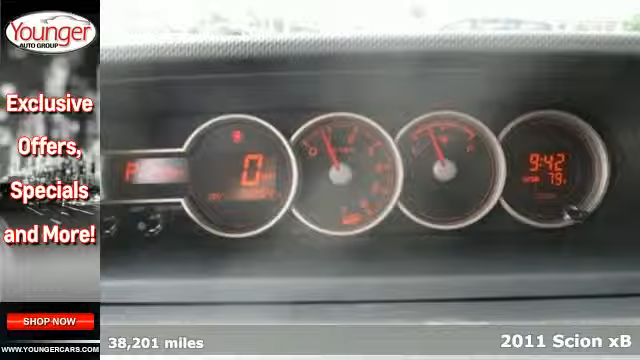 Younger
AUTO GROUP
Exclusive
Offers,
Specials
and More!
SHOP NOW
WWW.YOUNGERCARS.COM
P
0
9:42
79
38,201 miles
2011 Scion xB